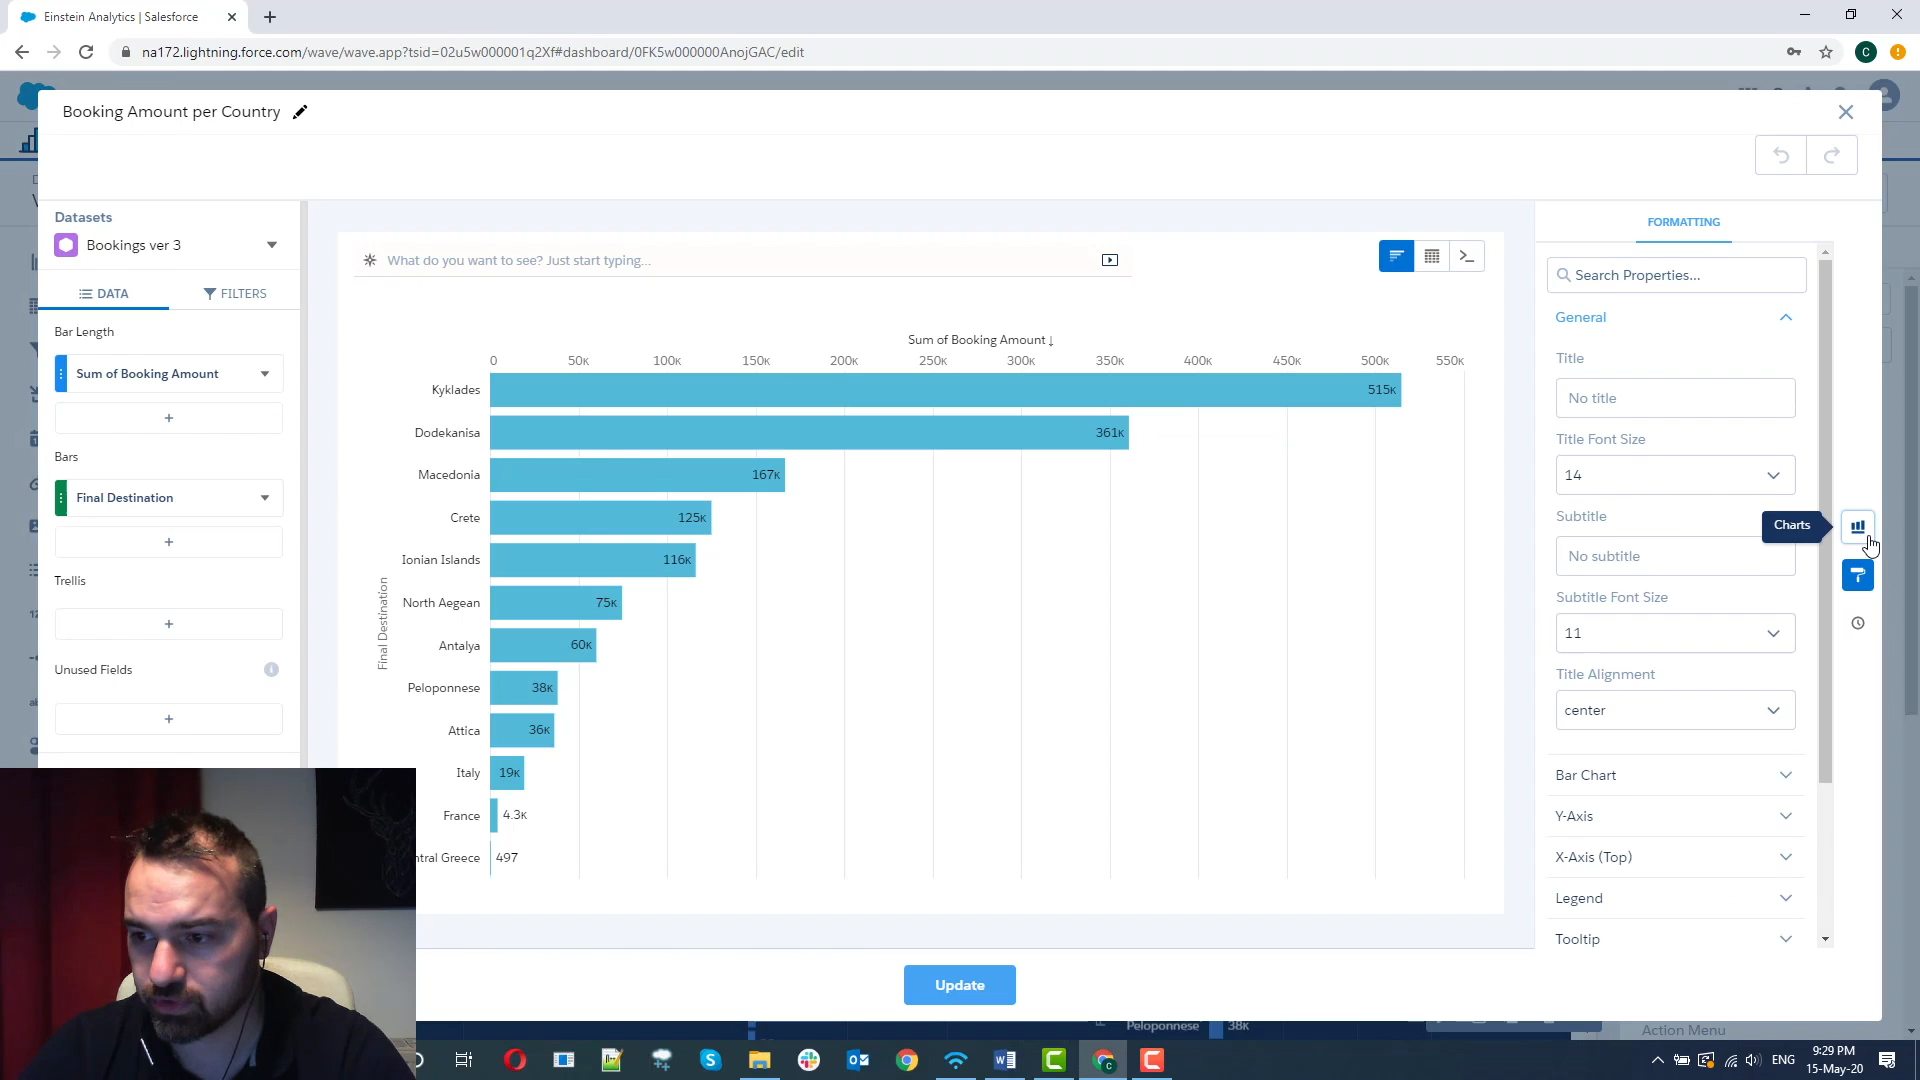 Einstein Analytics | Salesforce
na172.lightning.force.com/wave/wave.app?tsid=02u5w000001q2Xf#dashboard/0FK5w000000AnojGAC/edit
C
Booking Amount per Country
Datasets
Bookings ver 3
DATA
FILTERS
Bar Length
Sum of Booking Amount
+
Bars
Final Destination
+
Trellis
+
Unused Fields
+
What do you want to see? Just start typing...
Sum of Booking Amount ↓
0 50K 100K 150K 200K 250K 300K 350K 400K 450K 500K 550K
Final Destination
Kyklades 515K
Dodekanisa 361K
Macedonia 167K
Crete 125K
Ionian Islands 116K
North Aegean 75K
Antalya 60K
Peloponnese 38K
Attica 36K
Italy 19K
France 4.3K
ntral Greece 497
FORMATTING
Search Properties...
General
Title
No title
Title Font Size
14
Subtitle
No subtitle
Charts
Subtitle Font Size
11
Title Alignment
center
Bar Chart
Y-Axis
X-Axis (Top)
Legend
Tooltip
Update
Peloponnese 38K
Action Menu
ENG
9:29 PM
15-May-20